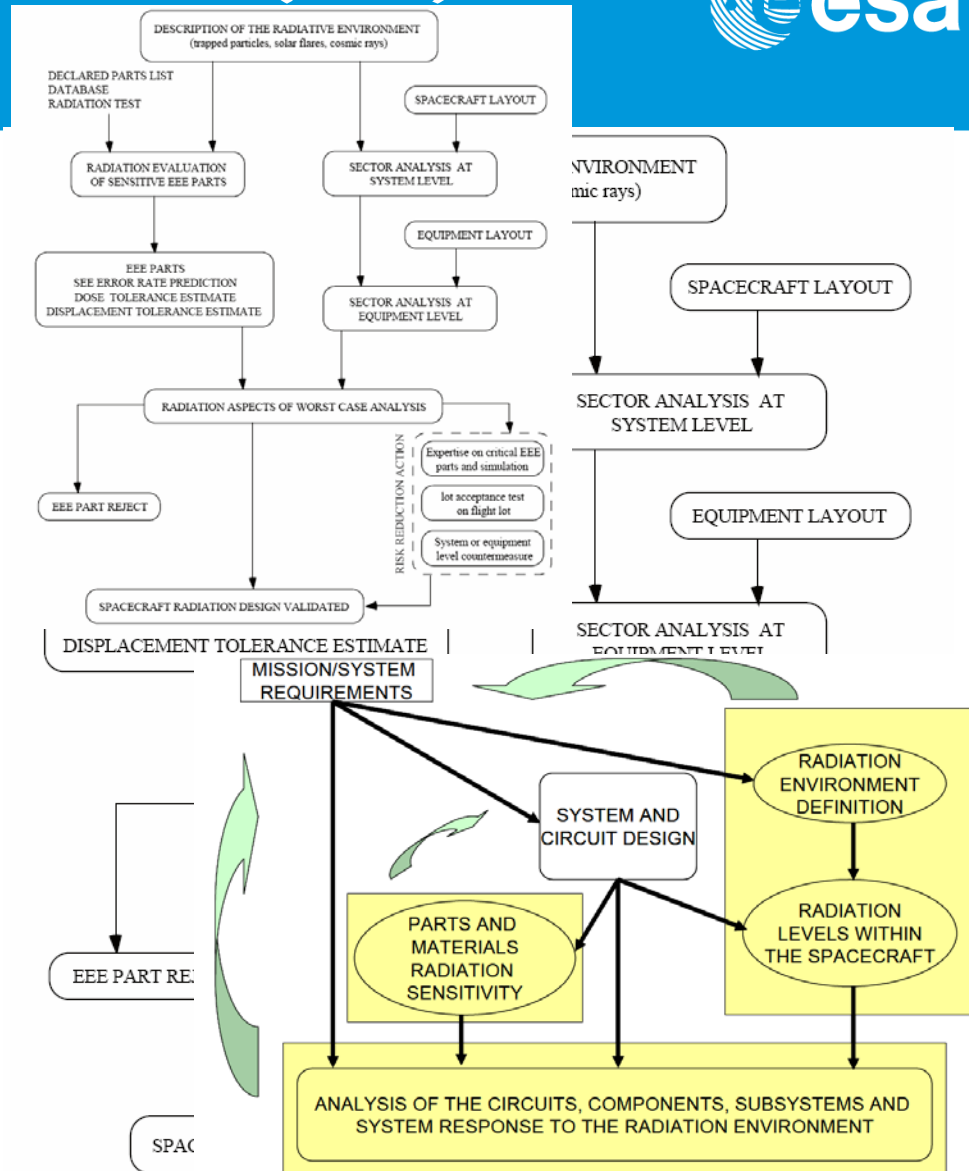 esa
DESCRIPTION OF THE RADIATIVE ENVIRONMENT
(trapped particles, solar flares, cosmic rays)
DECLARED PARTS LIST
DATABASE
RADIATION TEST
SPACECRAFT LAYOUT
RADIATION EVALUATION
OF SENSITIVE EEE PARTS
SECTOR ANALYSIS AT
SYSTEM LEVEL
EQUIPMENT LAYOUT
EEE PARTS
SEE ERROR RATE PREDICTION
DOSE TOLERANCE ESTIMATE
DISPLACEMENT TOLERANCE ESTIMATE
SECTOR ANALYSIS AT
EQUIPMENT LEVEL
RADIATION ASPECTS OF WORST CASE ANALYSIS
RISK REDUCTION ACTION
Expertise on critical EEE
parts and simulation
lot acceptance test
on flight lot
System or equipment
level countermeasure
EEE PART REJECT
SPACECRAFT RADIATION DESIGN VALIDATED
NVIRONMENT
mic rays)
SPACECRAFT LAYOUT
SECTOR ANALYSIS AT
SYSTEM LEVEL
EQUIPMENT LAYOUT
SECTOR ANALYSIS AT
EQUIPMENT LEVEL
DISPLACEMENT TOLERANCE ESTIMATE
EEE PART REJ
SPAC
MISSION/SYSTEM
REQUIREMENTS
RADIATION
ENVIRONMENT
DEFINITION
SYSTEM AND
CIRCUIT DESIGN
RADIATION
LEVELS WITHIN
THE SPACECRAFT
PARTS AND
MATERIALS
RADIATION
SENSITIVITY
ANALYSIS OF THE CIRCUITS, COMPONENTS, SUBSYSTEMS AND
SYSTEM RESPONSE TO THE RADIATION ENVIRONMENT